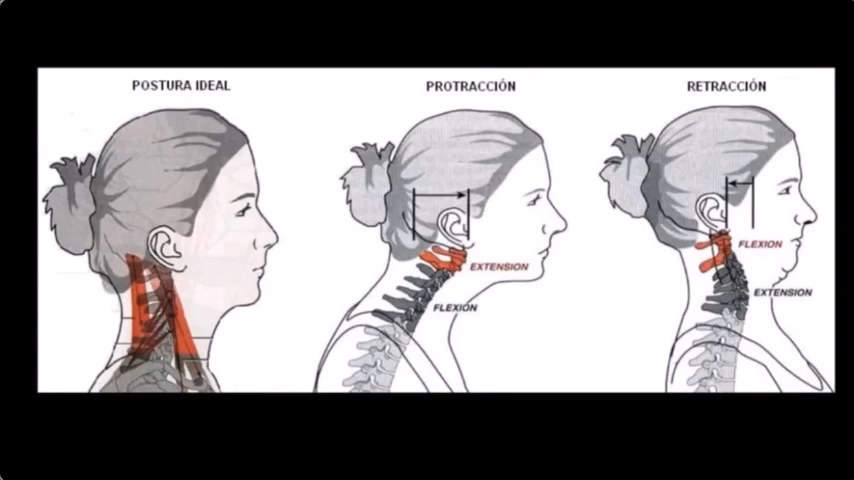 POSTURA IDEAL
PROTRACCIÓN
RETRACCIÓN
EXTENSION
FLEXION
FLEXION
EXTENSION